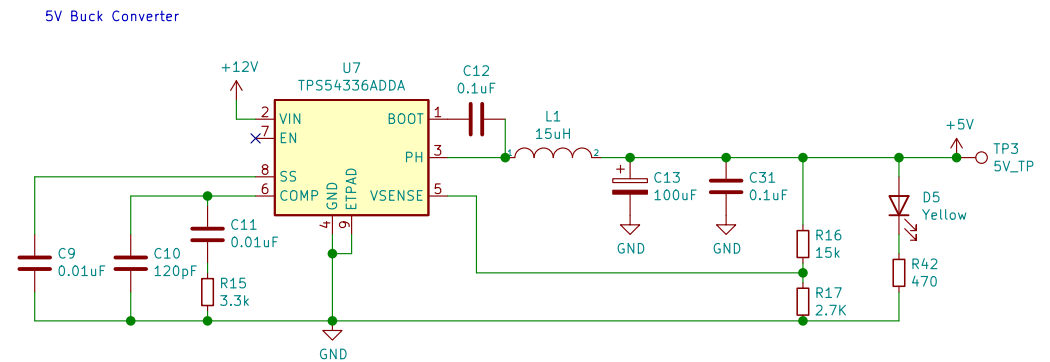 5V Buck Converter
+12V
U7
TPS54336ADDA
2
VIN
7
EN
8
SS
6
COMP
BOOT
1
PH
3
VSENSE
5
GND
4
ETPAD
9
C12
0.1uF
L1
15uH
1
2
+
C13
100uF
GND
C31
0.1uF
GND
+5V
TP3
5V_TP
D5
Yellow
R16
15k
R42
470
R17
2.7K
C9
0.01uF
C10
120pF
C11
0.01uF
R15
3.3k
GND